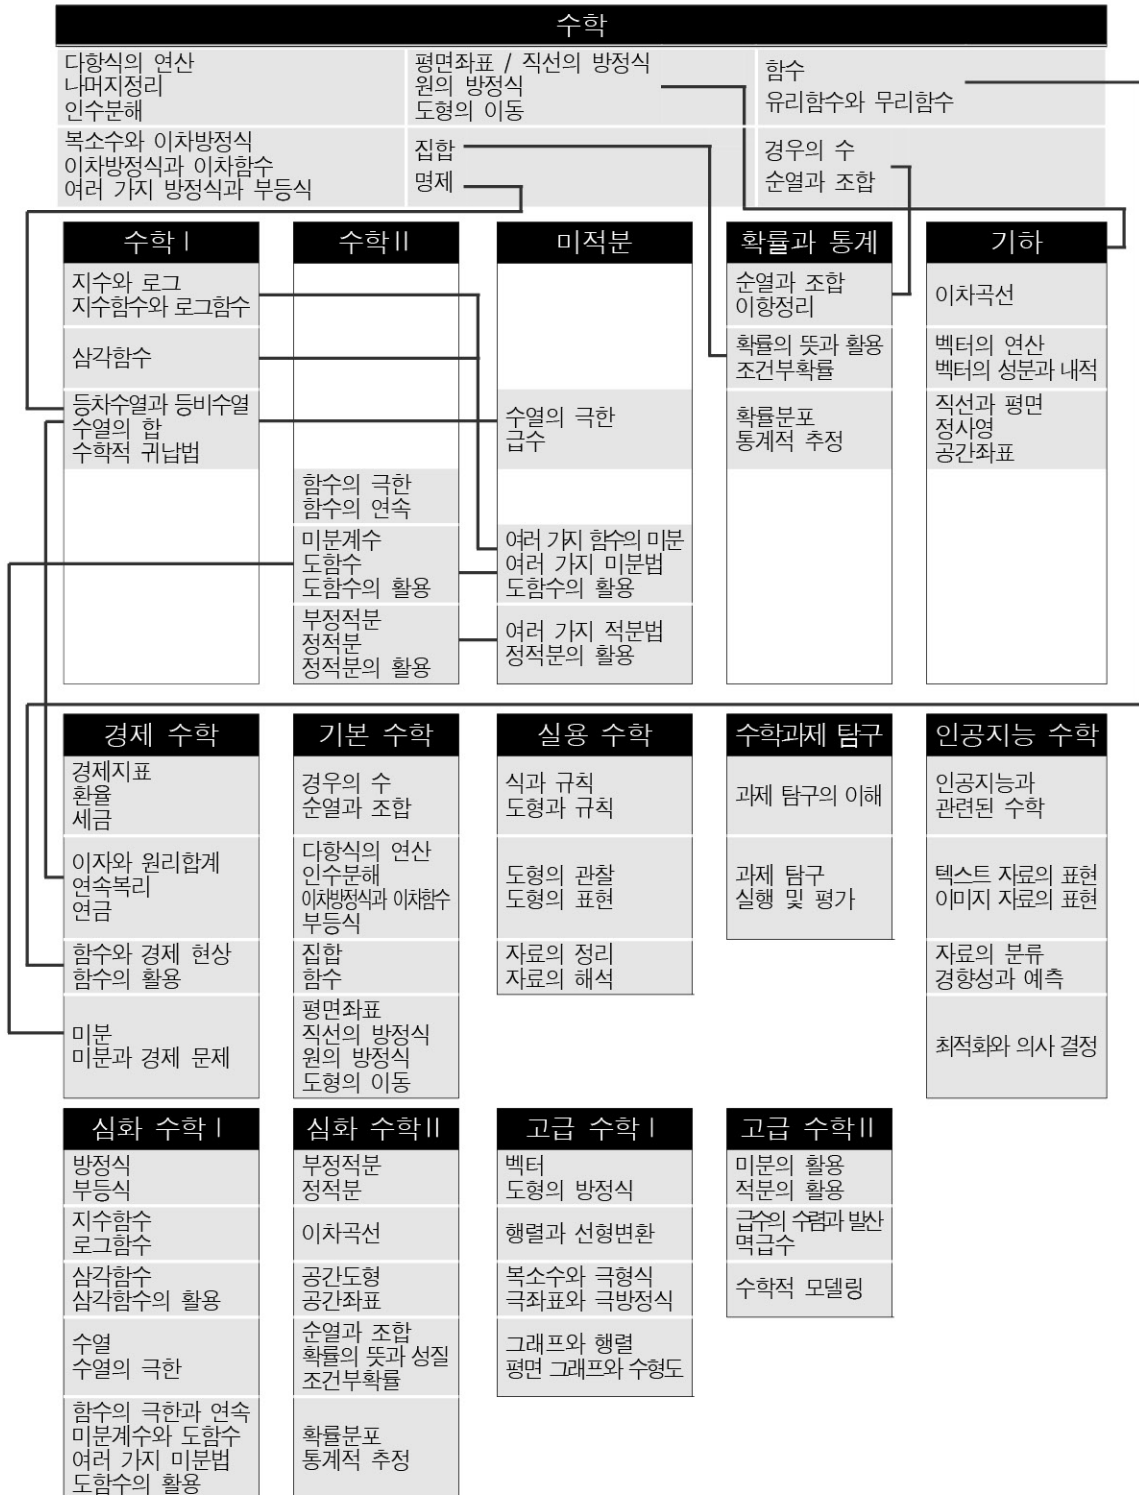 수학
다항식의 연산
나머지정리
인수분해
평면좌표 / 직선의 방정식
원의 방정식
도형의 이동
함수
유리함수와 무리함수
복소수와 이차방정식
이차방정식과 이차함수
여러 가지 방정식과 부등식
집합
명제
경우의 수
순열과 조합
수학Ⅰ
지수와 로그
지수함수와 로그함수
삼각함수
등차수열과 등비수열
수열의 합
수학적 귀납법
수학Ⅱ
함수의 극한
함수의 연속
미분계수
도함수
도함수의 활용
부정적분
정적분
정적분의 활용
미적분
수열의 극한
급수
여러 가지 함수의 미분
여러 가지 미분법
도함수의 활용
여러 가지 적분법
정적분의 활용
확률과 통계
순열과 조합
이항정리
확률의 뜻과 활용
조건부확률
확률분포
통계적 추정
기하
이차곡선
벡터의 연산
벡터의 성분과 내적
직선과 평면
정사영
공간좌표
경제 수학
경제지표
환율
세금
이자와 원리합계
연속복리
연금
함수와 경제 현상
함수의 활용
미분
미분과 경제 문제
기본 수학
경우의 수
순열과 조합
다항식의 연산
인수분해
이차방정식과 이차함수
부등식
집합
함수
평면좌표
직선의 방정식
원의 방정식
도형의 이동
실용 수학
식과 규칙
도형과 규칙
도형의 관찰
도형의 표현
자료의 정리
자료의 해석
수학과제 탐구
과제 탐구의 이해
과제 탐구
실행 및 평가
인공지능 수학
인공지능과
관련된 수학
텍스트 자료의 표현
이미지 자료의 표현
자료의 분류
경향성과 예측
최적화와 의사 결정
심화 수학Ⅰ
방정식
부등식
지수함수
로그함수
삼각함수
삼각함수의 활용
수열
수열의 극한
함수의 극한과 연속
미분계수와 도함수
여러 가지 미분법
도함수의 활용
심화 수학Ⅱ
부정적분
정적분
이차곡선
공간도형
공간좌표
순열과 조합
확률의 뜻과 성질
조건부확률
확률분포
통계적 추정
고급 수학Ⅰ
벡터
도형의 방정식
행렬과 선형변환
복소수와 극형식
극좌표와 극방정식
그래프와 행렬
평면 그래프와 수형도
고급 수학Ⅱ
미분의 활용
적분의 활용
급수의 수렴과 발산
멱급수
수학적 모델링